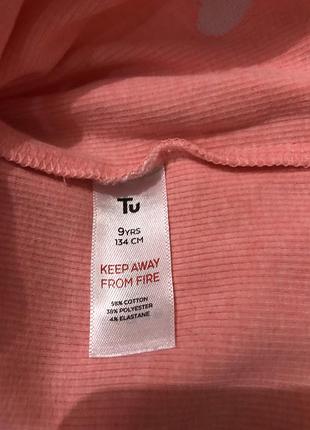 Tu
9YRS
134 CM
KEEP AWAY
FROM FIRE
58% COTTON
38% POLYESTER
4% ELASTANE